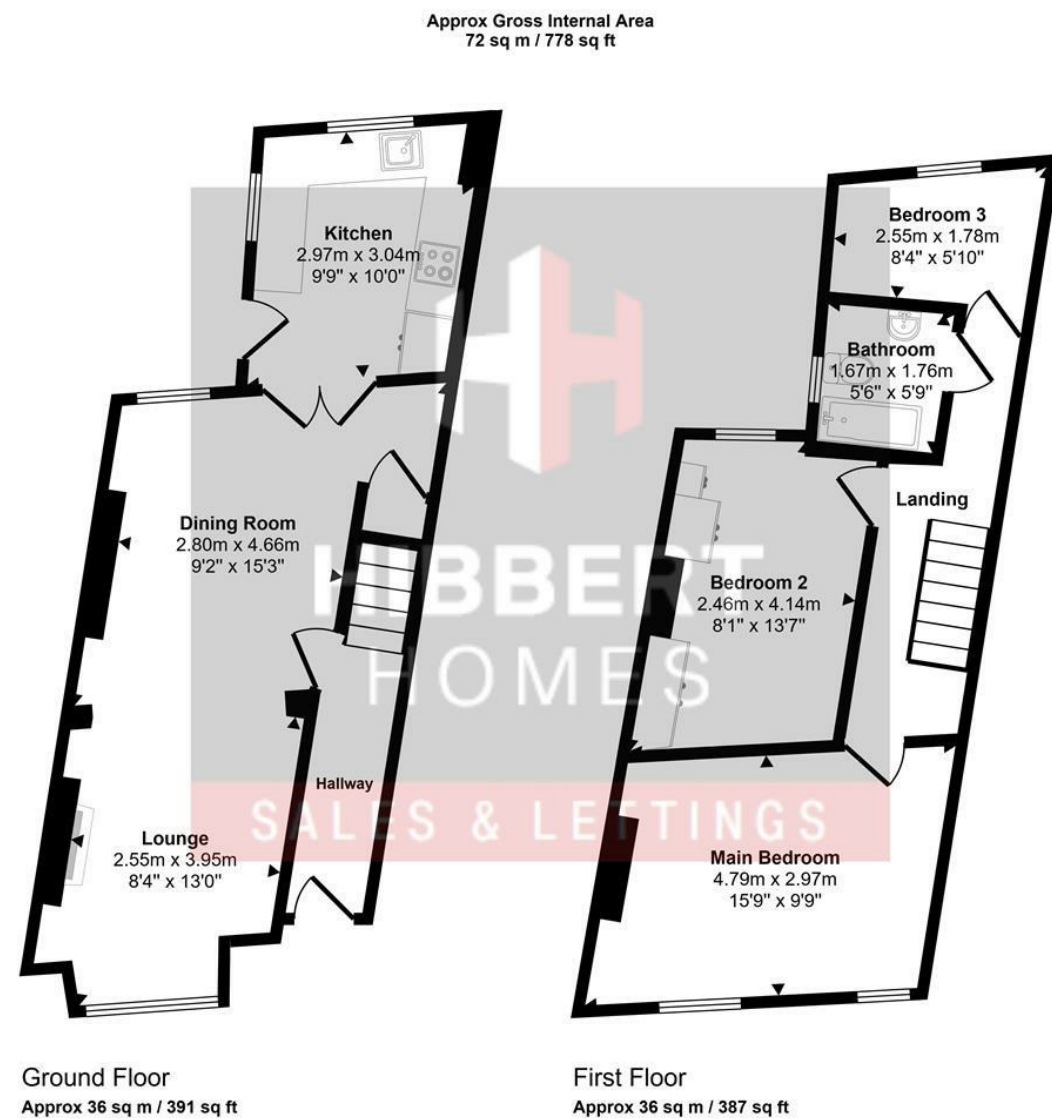 Approx Gross Internal Area
72 sq m / 778 sq ft
Kitchen
2.97m x 3.04m
9'9" x 10'0"
Dining Room
2.80m x 4.66m
9'2" x 15'3"
Hallway
Lounge
2.55m x 3.95m
8'4" x 13'0"
Bedroom 3
2.55m x 1.78m
8'4" x 5'10"
Bathroom
1.67m x 1.76m
5'6" x 5'9"
Landing
Bedroom 2
2.46m x 4.14m
8'1" x 13'7"
Main Bedroom
4.79m x 2.97m
15'9" x 9'9"
HIBBERT
HOMES
SALES & LETTINGS
Ground Floor
Approx 36 sq m / 391 sq ft
First Floor
Approx 36 sq m / 387 sq ft